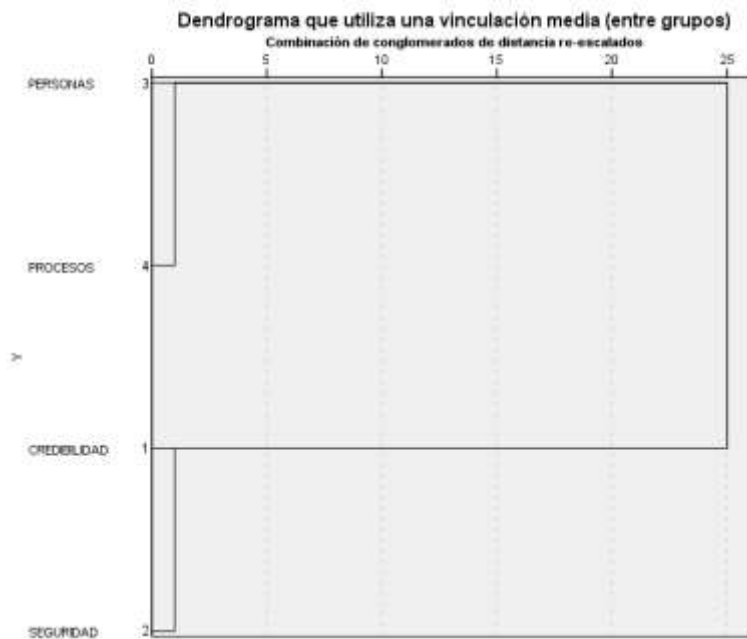 Dendrograma que utiliza una vinculación media (entre grupos)
Combinación de conglomerados de distancia re-escalados
0 5 10 15 20 25
PERSONAS 3
PROCESOS 4
Y
CREDIBILIDAD 1
SEGURIDAD 2